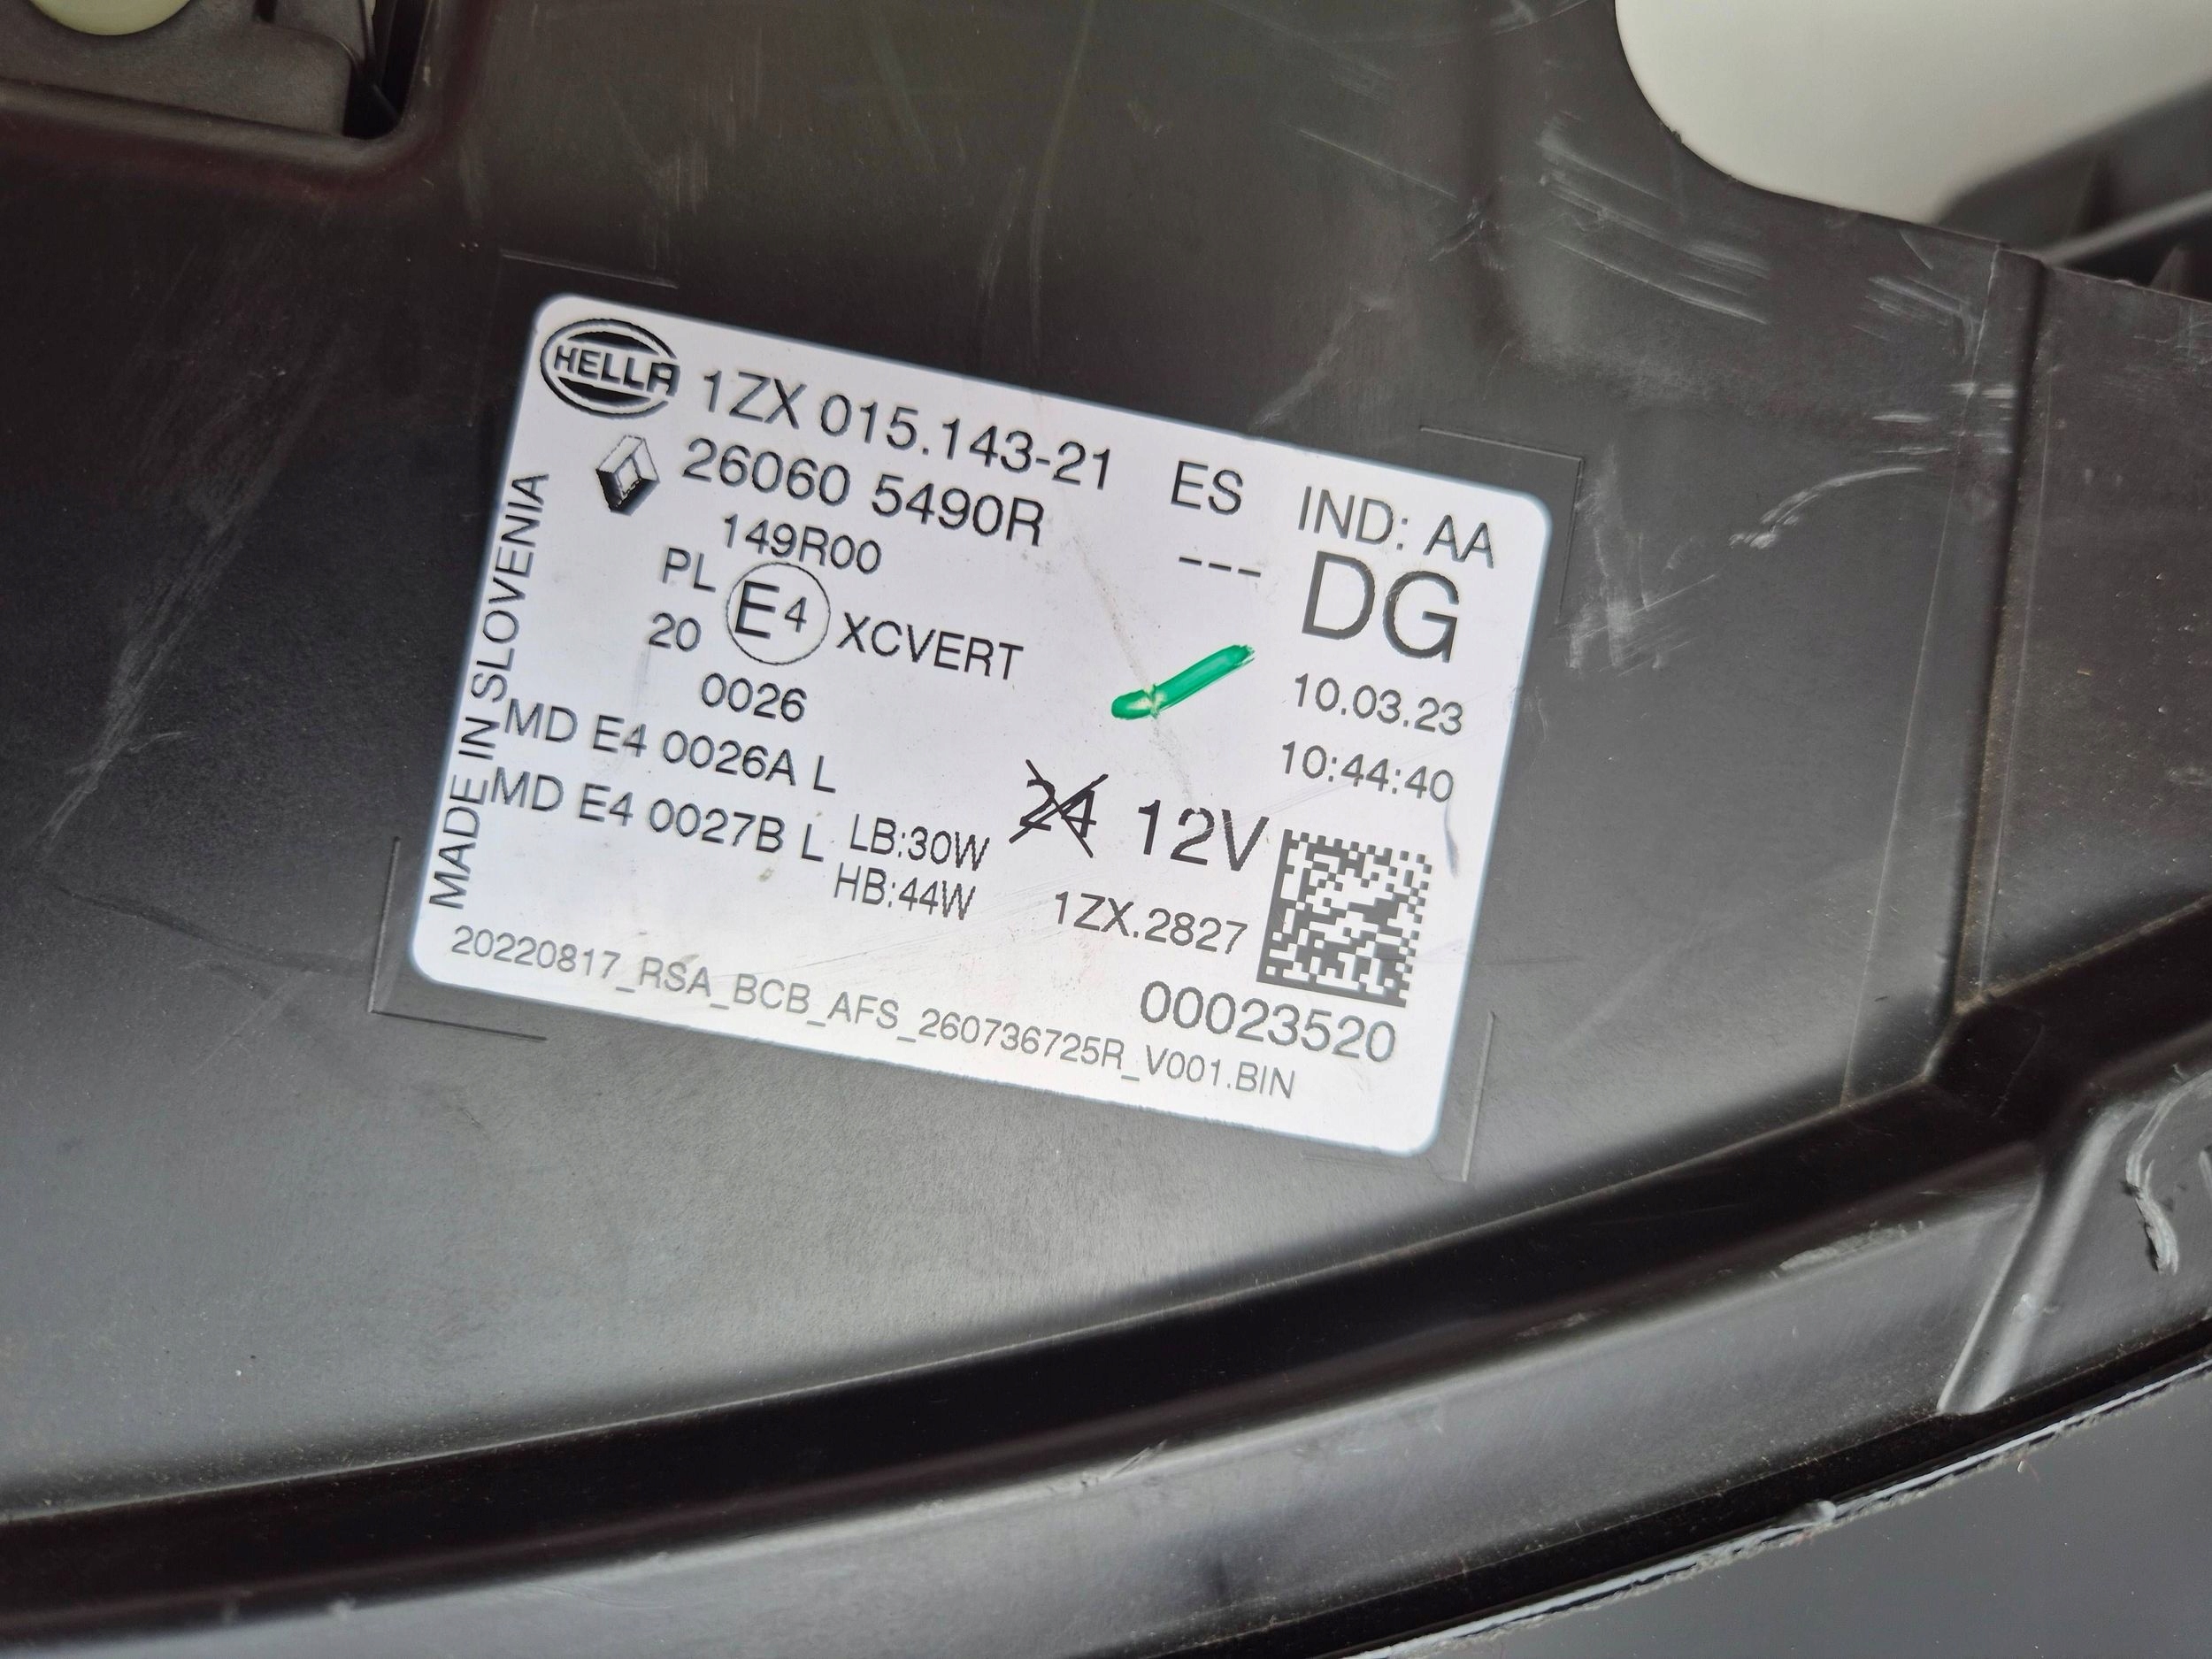 HELLA 1ZX 015.143-21 ES IND: AA
26060 5490R --- DG
149R00
PL E4 XCVERT
20
0026
10.03.23
10:44:40
MD E4 0026A L
MD E4 0027B L
LB:30W
HB:44W
24 12V
1ZX.2827
00023520
20220817_RSA_BCB_AFS_260736725R_V001.BIN
MADE IN SLOVENIA